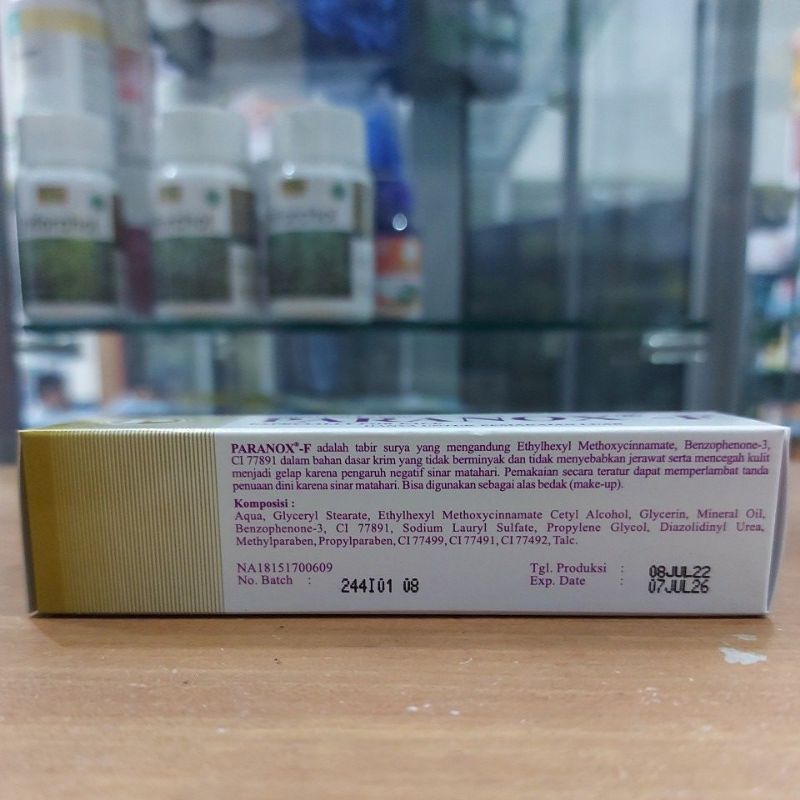 PARANOX®-F
PARANOX®-F adalah tabir surya yang mengandung Ethylhexyl Methoxycinnamate, Benzophenone-3,
CI 77891 dalam bahan dasar krim yang tidak berminyak dan tidak menyebabkan jerawat serta mencegah kulit
menjadi gelap karena pengaruh negatif sinar matahari. Pemakaian secara teratur dapat memperlambat tanda
penuaan dini karena sinar matahari. Bisa digunakan sebagai alas bedak (make-up).
Komposisi :
Aqua, Glyceryl Stearate, Ethylhexyl Methoxycinnamate Cetyl Alcohol, Glycerin, Mineral Oil,
Benzophenone-3, CI 77891, Sodium Lauryl Sulfate, Propylene Glycol, Diazolidinyl Urea,
Methylparaben, Propylparaben, CI 77499, CI 77491, CI 77492, Talc.
NA18151700609
No. Batch : 244I01 08
Tgl. Produksi : 08JUL22
Exp. Date : 07JUL26